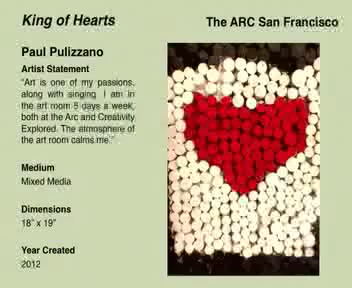 King of Hearts
The ARC San Francisco
Paul Pulizzano
Artist Statement
“Art is one of my passions,
along with singing. I am in
the art room 5 days a week,
both at the Arc and Creativity
Explored. The atmosphere of
the art room calms me.”
Medium
Mixed Media
Dimensions
18” x 19”
Year Created
2012